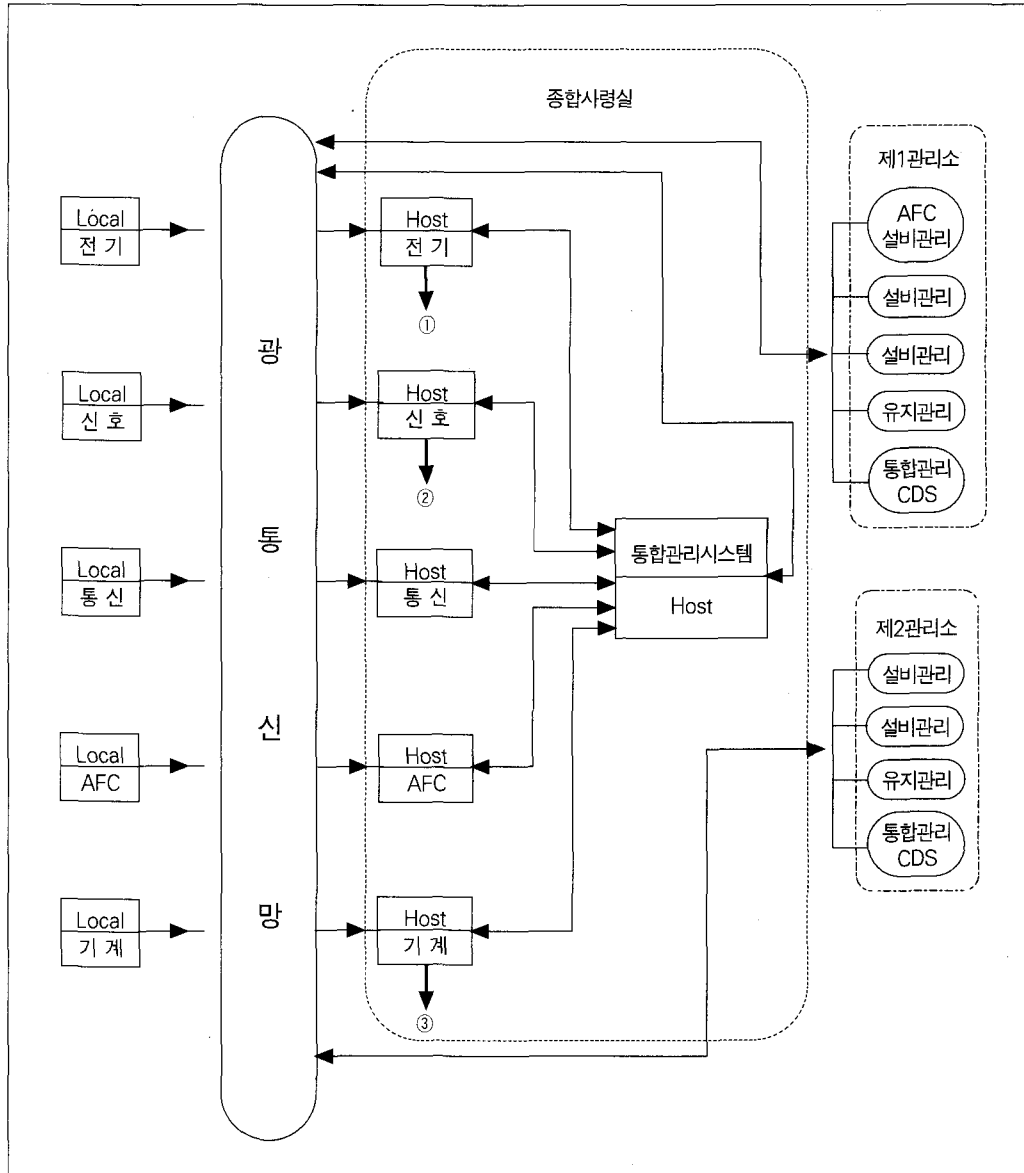 종합사령실
제1관리소
AFC
설비관리
설비관리
설비관리
유지관리
통합관리
CDS
Local
전 기
Host
전 기
①
광
통
신
망
Local
신 호
Host
신 호
②
통합관리시스템
Host
Local
통 신
Host
통 신
제2관리소
설비관리
설비관리
유지관리
통합관리
CDS
Local
AFC
Host
AFC
Local
기 계
Host
기 계
③